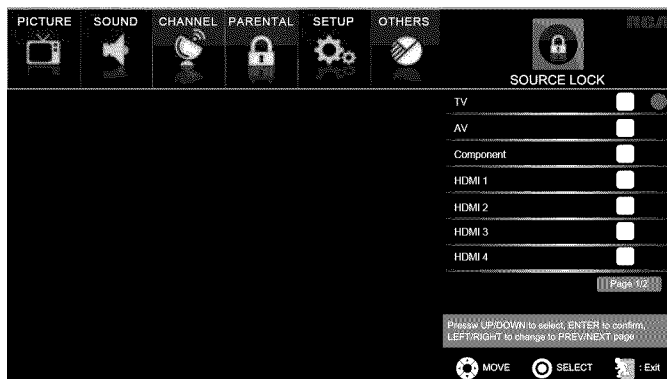 PICTURE SOUND CHANNEL PARENTAL SETUP OTHERS
RCA
SOURCE LOCK
TV
AV
Component
HDMI 1
HDMI 2
HDMI 3
HDMI 4
Page 1/2
Pressw UP/DOWN to select, ENTER to confirm,
LEFT/RIGHT to change to PREV/NEXT page
MOVE SELECT : Exit